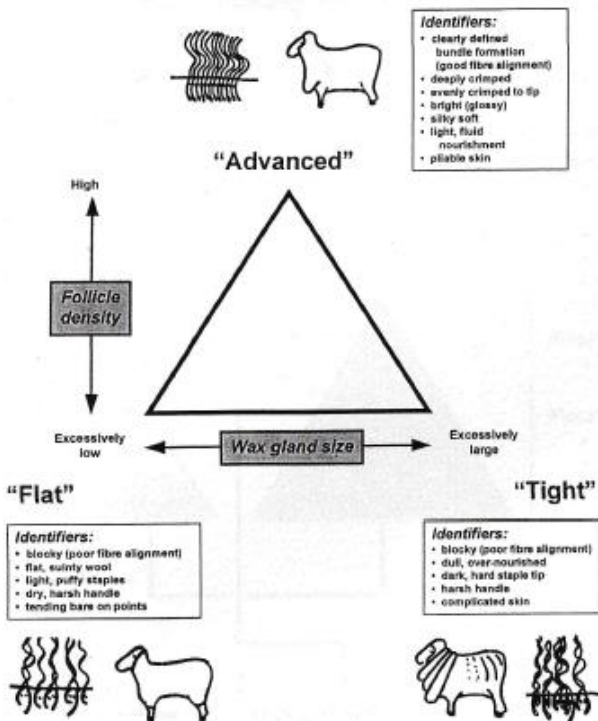 Identifiers:
• clearly defined
bundle formation
(good fibre alignment)
• deeply crimped
• evenly crimped to tip
• bright (glossy)
• silky soft
• light, fluid
nourishment
• pliable skin
"Advanced"
High
Follicle
density
Excessively
low
Wax gland size
Excessively
large
"Flat"
Identifiers:
• blocky (poor fibre alignment)
• flat, suinty wool
• light, puffy staples
• dry, harsh handle
• tending bare on points
"Tight"
Identifiers:
• blocky (poor fibre alignment)
• dull, over-nourished
• dark, hard staple tip
• harsh handle
• complicated skin